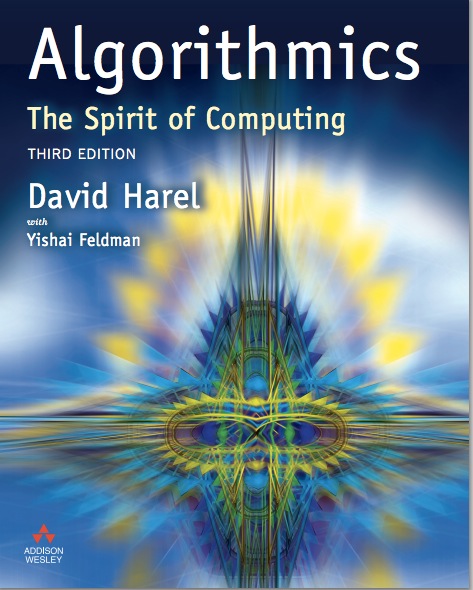 Algorithmics
The Spirit of Computing
THIRD EDITION
David Harel
with
Yishai Feldman
ADDISON
WESLEY